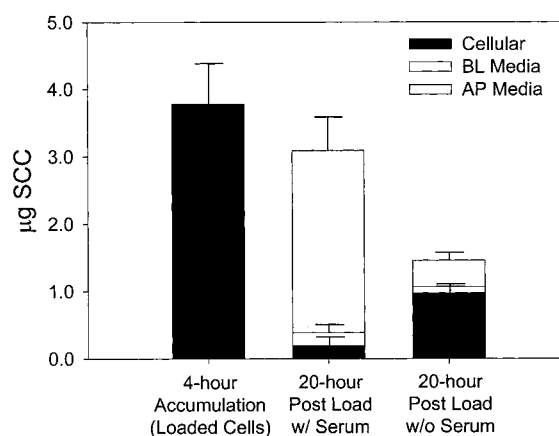 5.0
4.0
3.0
2.0
1.0
0.0
µg SCC
Cellular
BL Media
AP Media
4-hour
Accumulation
(Loaded Cells)
20-hour
Post Load
w/ Serum
20-hour
Post Load
w/o Serum